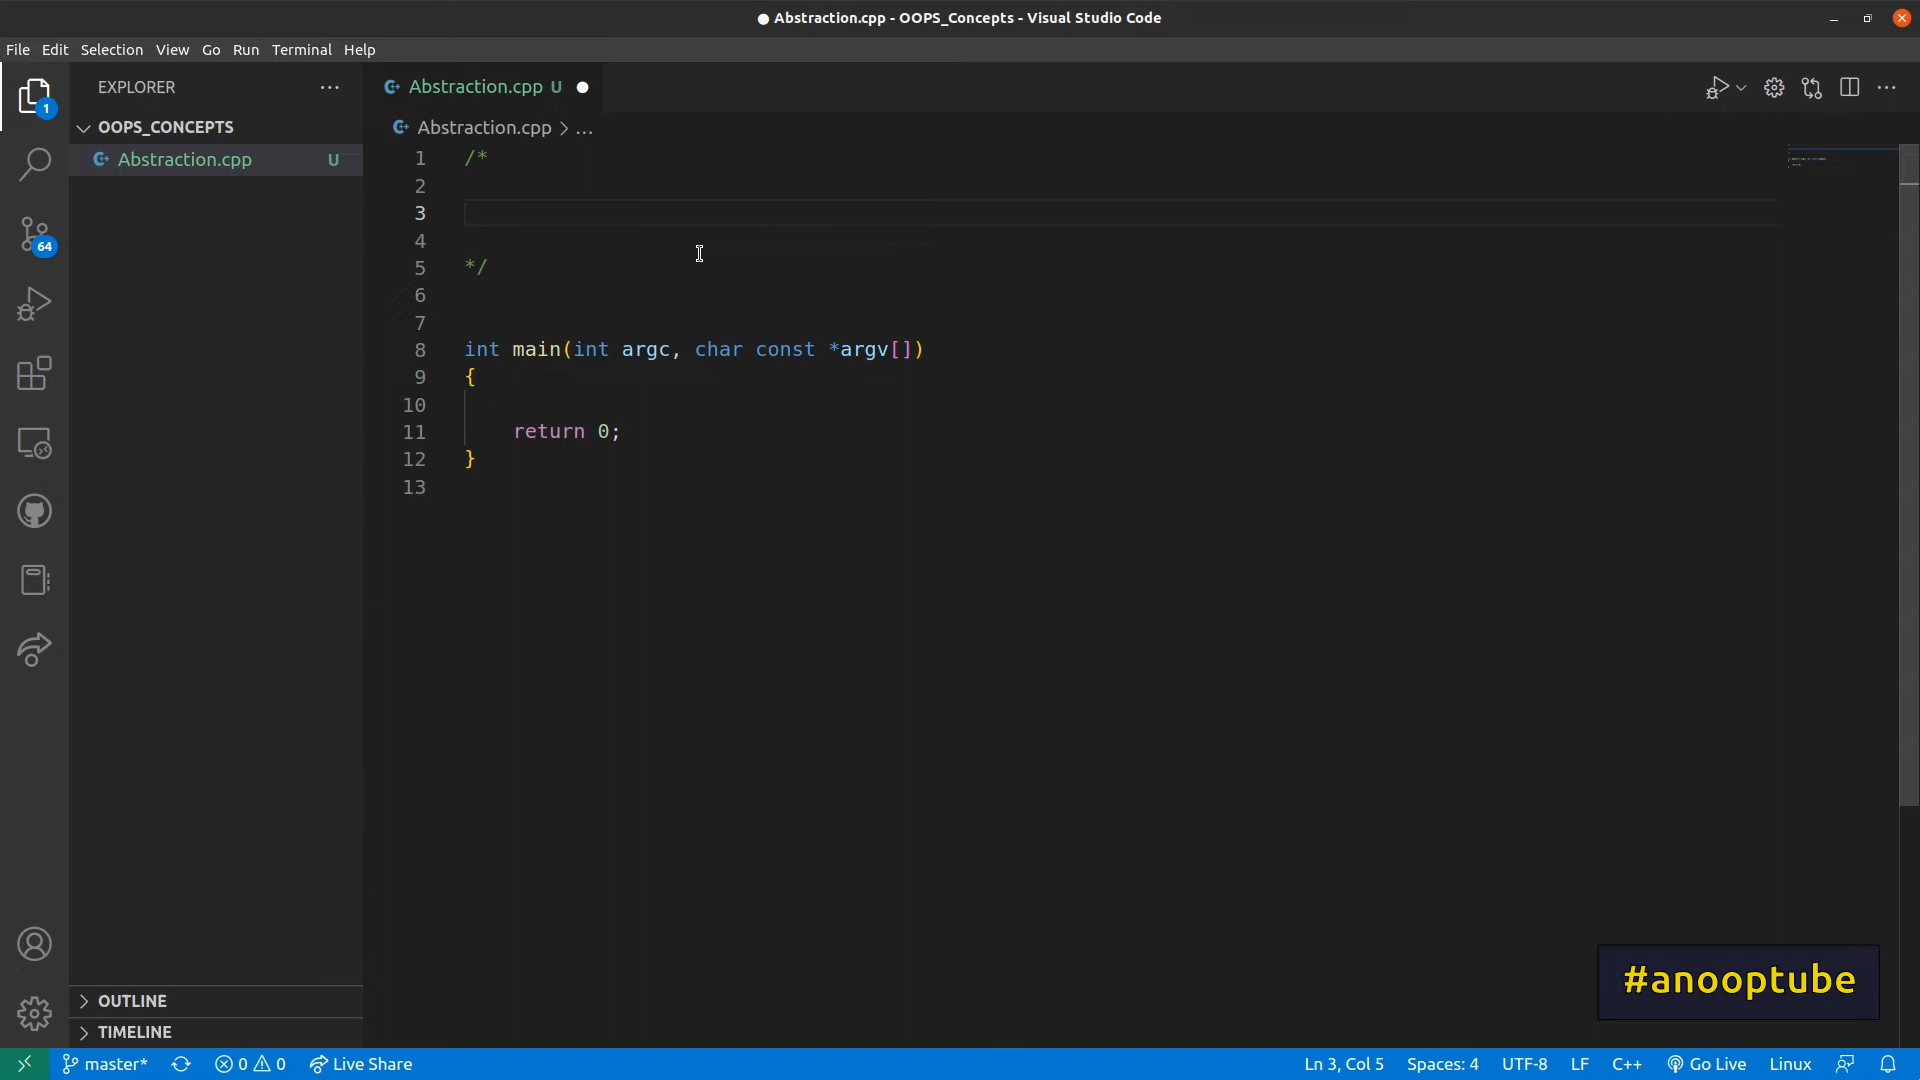 ● Abstraction.cpp - OOPS_Concepts - Visual Studio Code
File Edit Selection View Go Run Terminal Help
EXPLORER
OOPS_CONCEPTS
Abstraction.cpp U
Abstraction.cpp U
Abstraction.cpp > ...
1 /*
2
3
4
5 */
6
7
8 int main(int argc, char const *argv[])
9 {
10
11 return 0;
12 }
13
1
64
OUTLINE
TIMELINE
#anooptube
master* 0 0 Live Share Ln 3, Col 5 Spaces: 4 UTF-8 LF C++ Go Live Linux